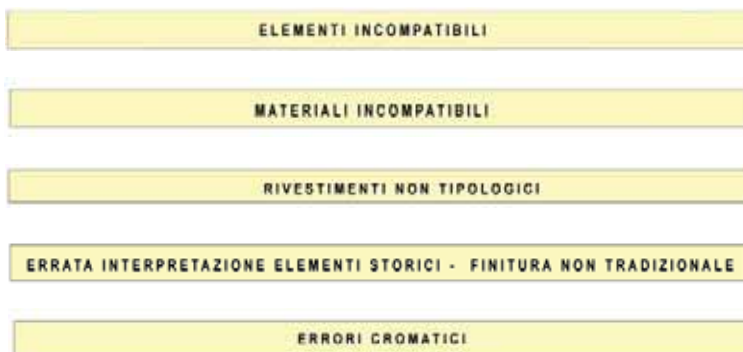 ELEMENTI INCOMPATIBILI
MATERIALI INCOMPATIBILI
RIVESTIMENTI NON TIPOLOGICI
ERRATA INTERPRETAZIONE ELEMENTI STORICI - FINITURA NON TRADIZIONALE
ERRORI CROMATICI